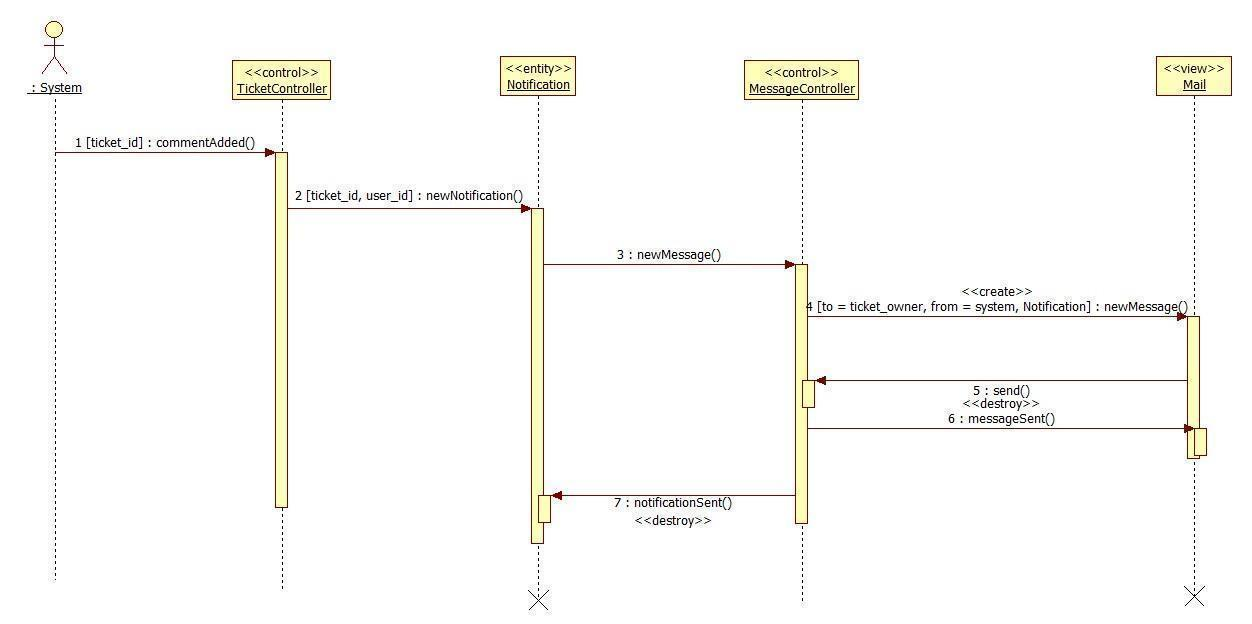 : System
<<control>>
TicketController
<<entity>>
Notification
<<control>>
MessageController
<<view>>
Mail
1 [ticket_id] : commentAdded()
2 [ticket_id, user_id] : newNotification()
3 : newMessage()
<<create>>
4 [to = ticket_owner, from = system, Notification] : newMessage()
5 : send()
<<destroy>>
6 : messageSent()
7 : notificationSent()
<<destroy>>